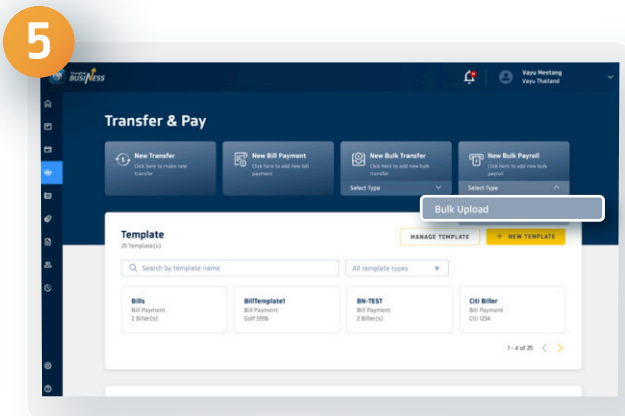 5
krungthai
BUSINESS
Vayu Meetang
Vayu Thailand
Transfer & Pay
New Transfer
Click here to make new
transfer
New Bill Payment
Click here to add new bill
payment
New Bulk Transfer
Click here to add new bulk
transfer
Select Type
New Bulk Payroll
Click here to add new bulk
payroll
Select Type
Bulk Upload
Template
25 Template(s)
MANAGE TEMPLATE
+ NEW TEMPLATE
Search by template name
All template types
Bills
Bill Payment
2 Biller(s)
BillTemplate1
Bill Payment
Golf 9996
BN-TEST
Bill Payment
2 Biller(s)
Citi Biller
Bill Payment
Citi 1234
1 - 4 of 25